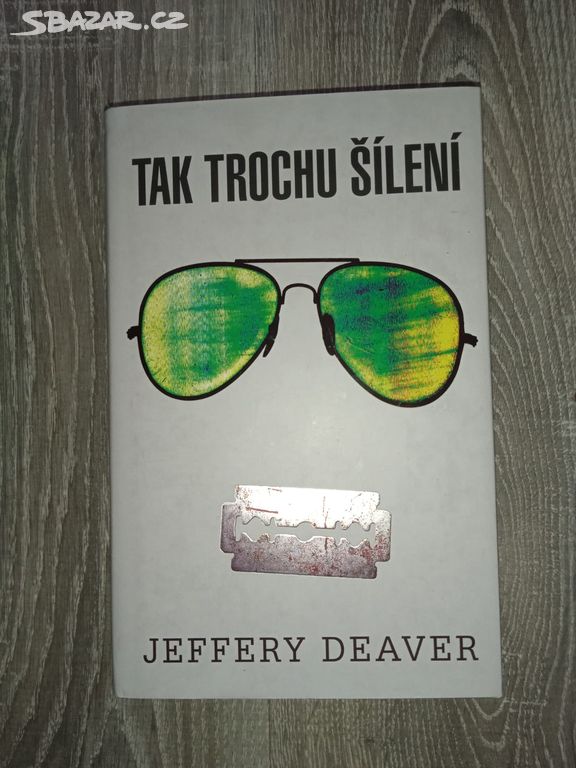 SBAZAR.CZ
TAK TROCHU ŠÍLENÍ
JEFFERY DEAVER